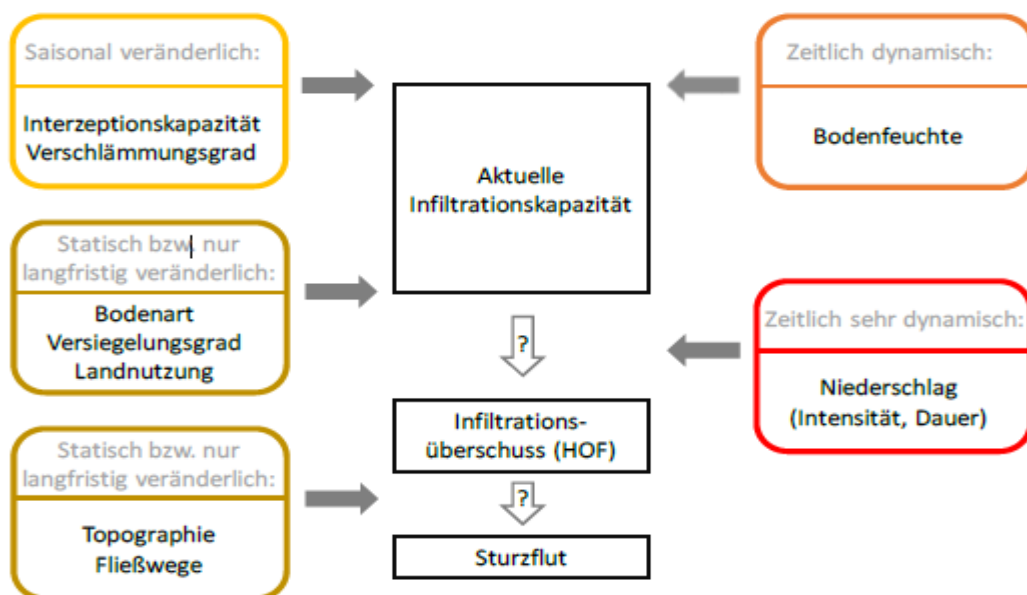 Saisonal veränderlich:
Interzeptionskapazität
Verschlämmungsgrad
Statisch bzw. nur
langfristig veränderlich:
Bodenart
Versiegelungsgrad
Landnutzung
Statisch bzw. nur
langfristig veränderlich:
Topographie
Fließwege
Aktuelle
Infiltrationskapazität
?
Infiltrations-
überschuss (HOF)
?
Sturzflut
Zeitlich dynamisch:
Bodenfeuchte
Zeitlich sehr dynamisch:
Niederschlag
(Intensität, Dauer)